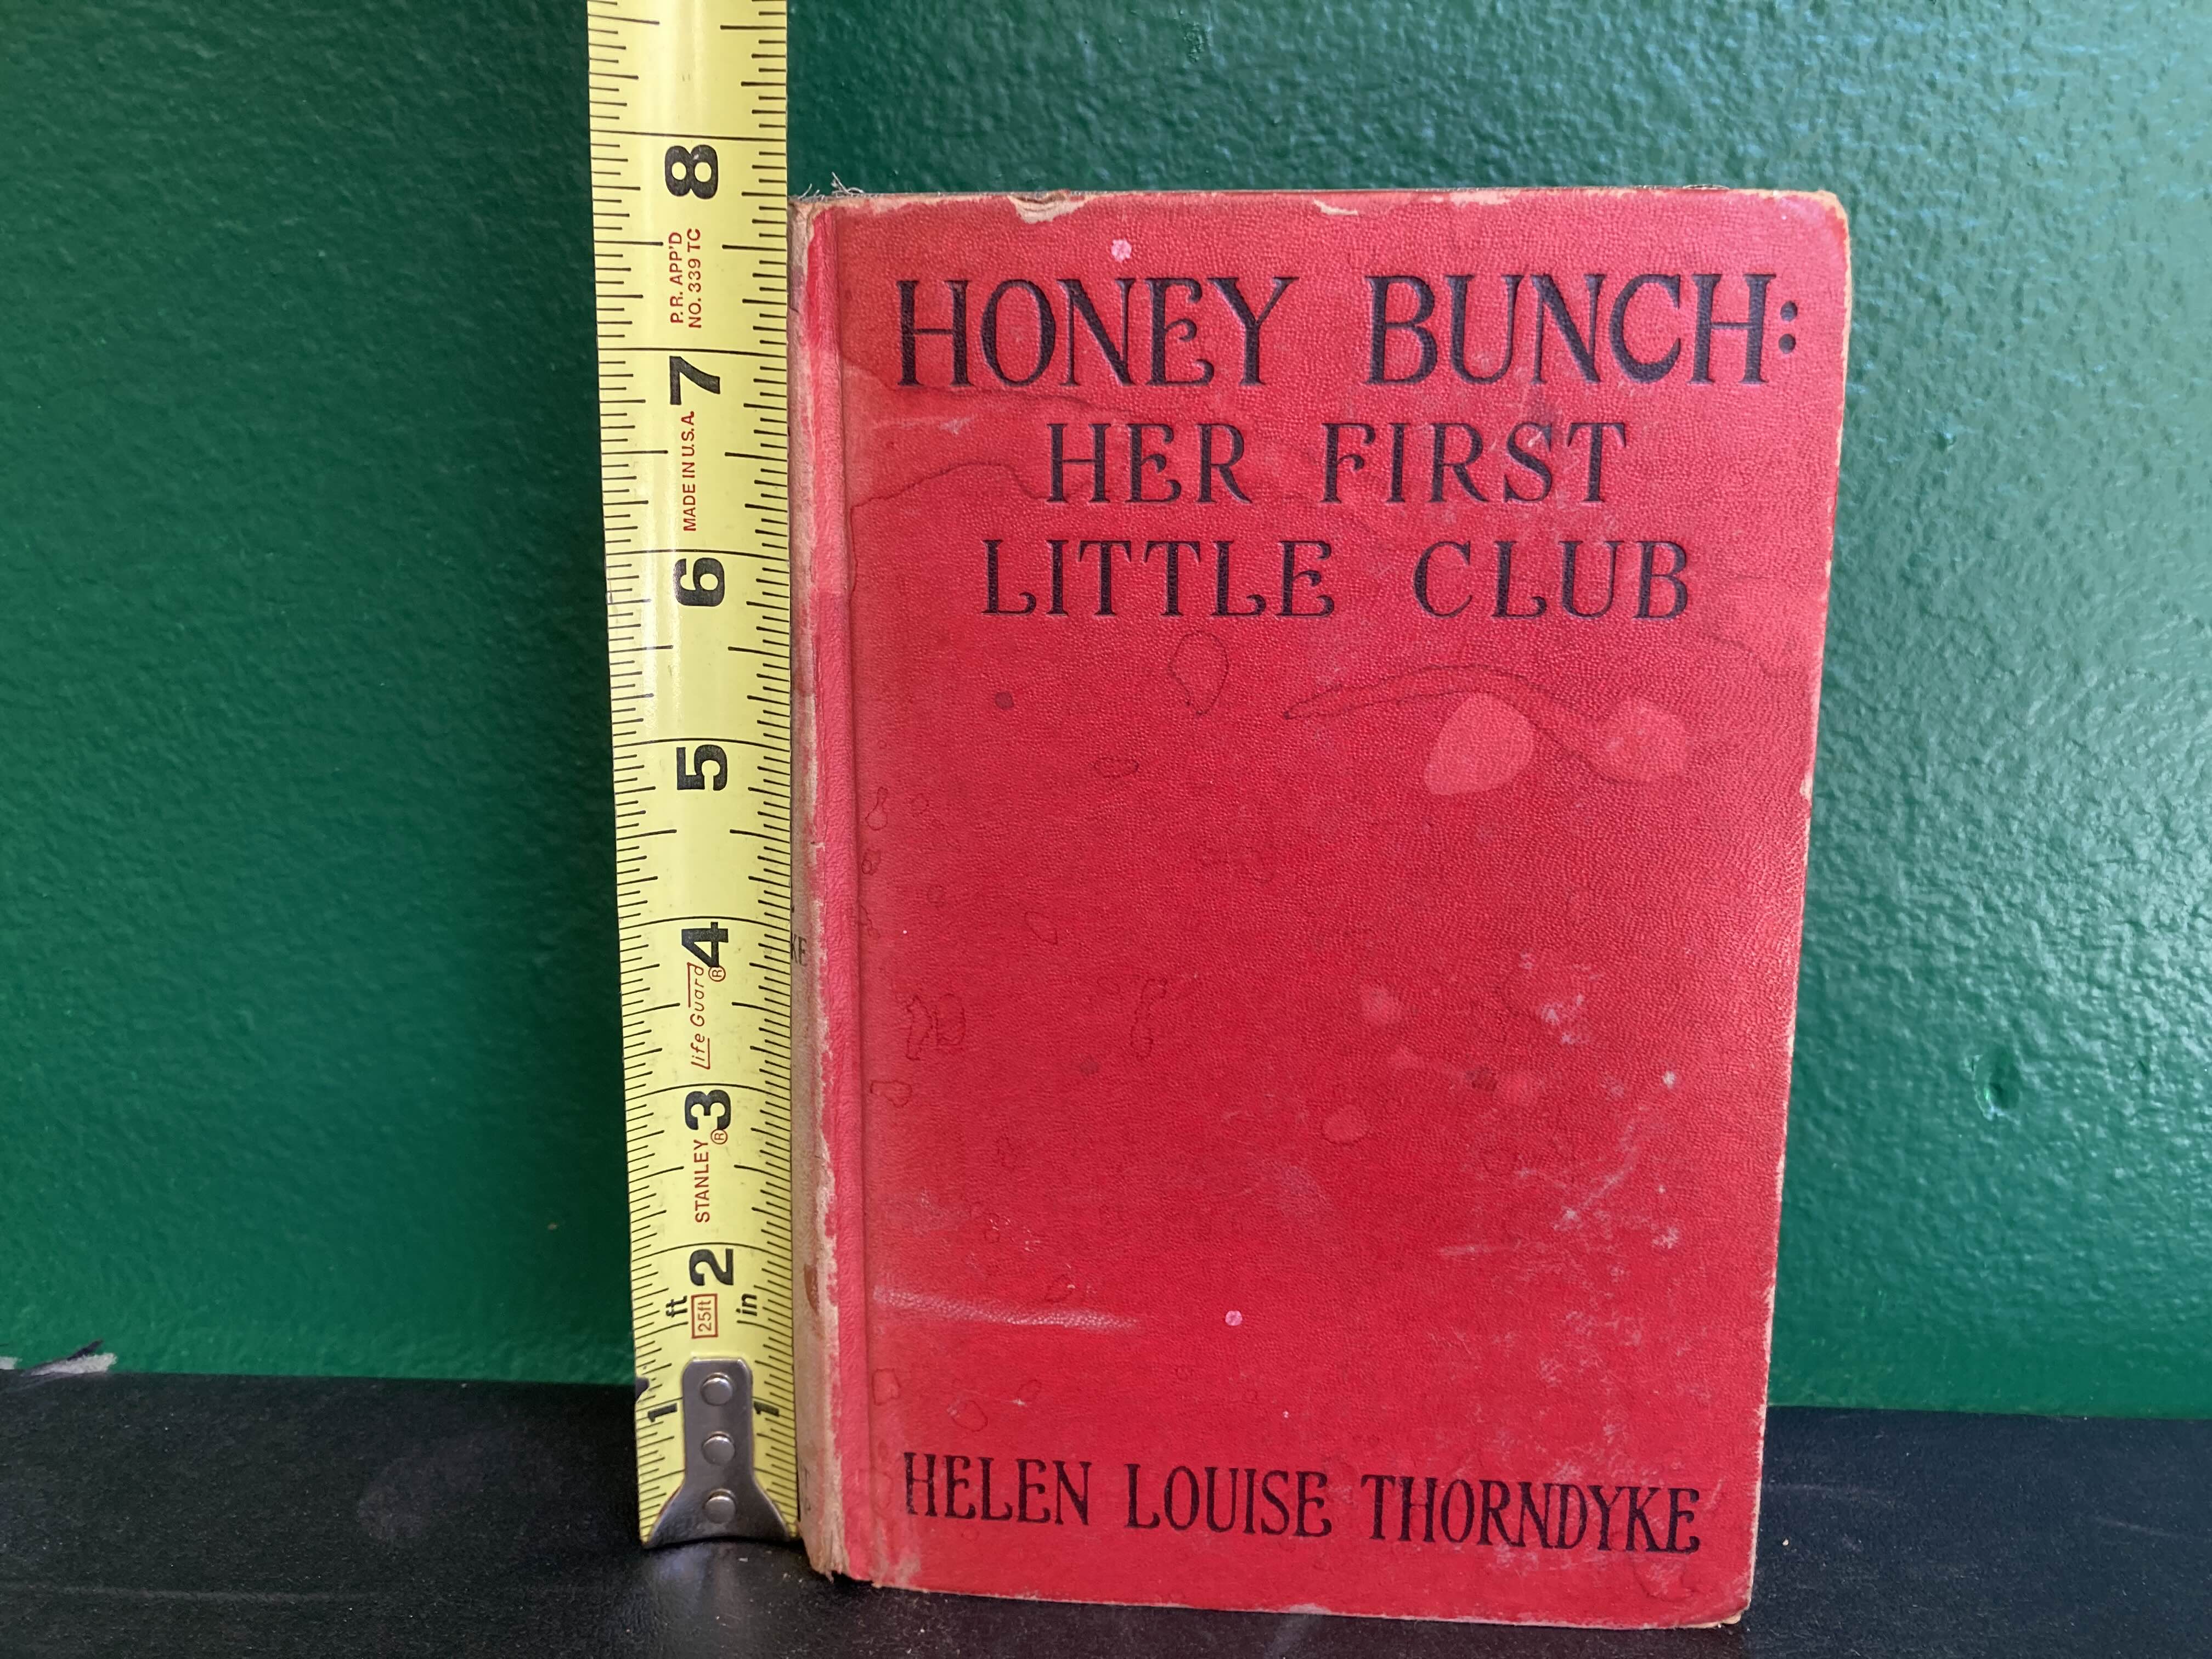 8
P.R. APP'D
NO. 339 TC
7
MADE IN U.S.A.
6
5
4
Life Guard®
3
STANLEY®
2
ft
25ft
in
1 1
HONEY BUNCH:
HER FIRST
LITTLE CLUB
KE
HELEN LOUISE THORNDYKE